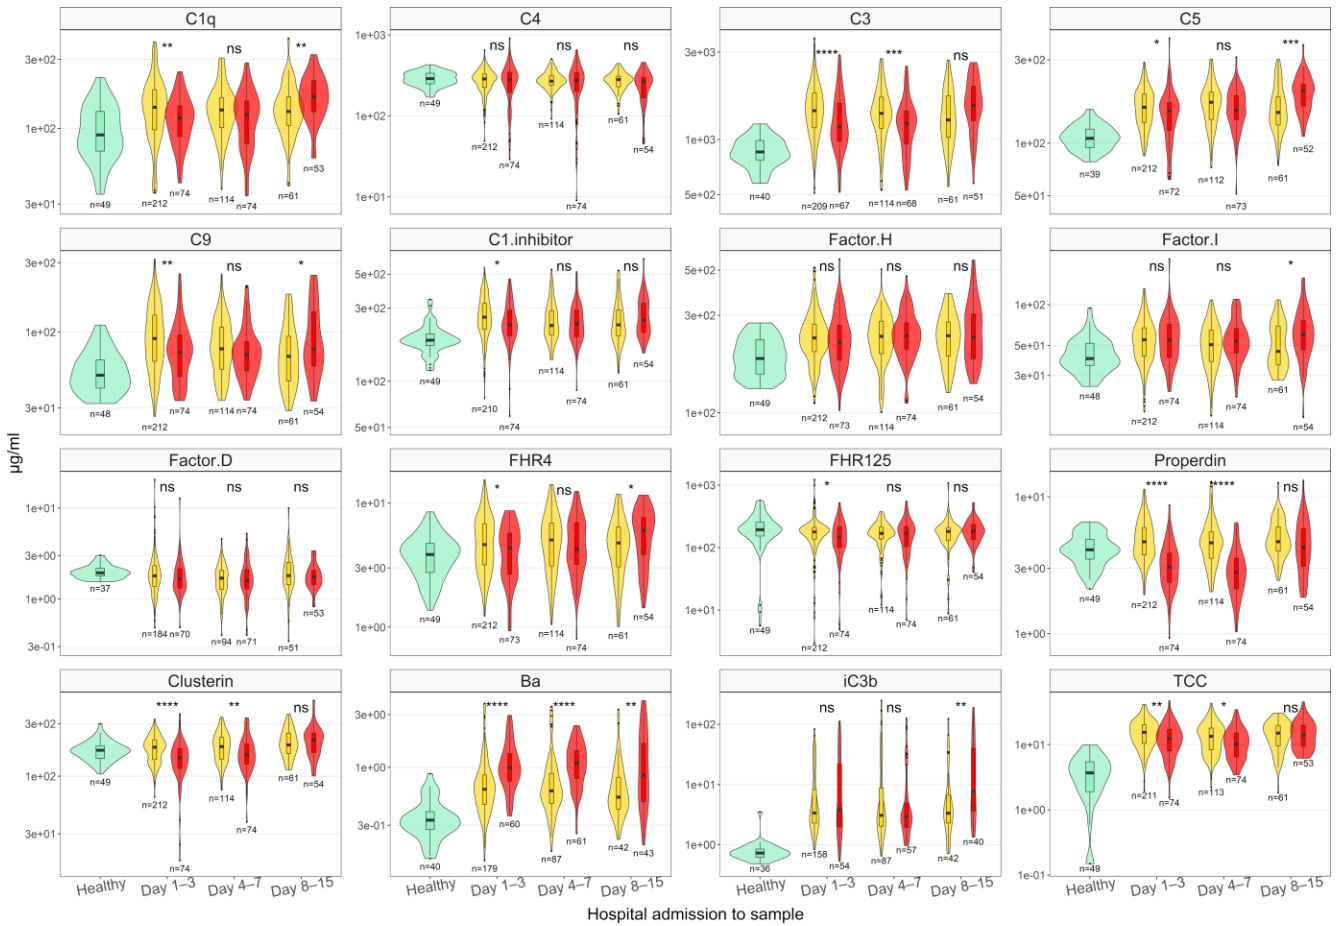 C1q
C4
C3
C5
3e+02
1e+02
3e+01
** ns **
n=49 n=212 n=74 n=114 n=74 n=61 n=53
1e+03
1e+02
1e+01
ns ns ns
n=49 n=212 n=74 n=114 n=74 n=61 n=54
3e+03
1e+03
5e+02
**** *** ns
n=40 n=209 n=67 n=114 n=68 n=61 n=51
3e+02
1e+02
5e+01
* ns ***
n=39 n=212 n=72 n=112 n=73 n=61 n=52
C9
C1.inhibitor
Factor.H
Factor.I
3e+02
1e+02
3e+01
** ns *
n=48 n=212 n=74 n=114 n=74 n=61 n=54
5e+02
3e+02
1e+02
5e+01
* ns ns
n=49 n=210 n=74 n=114 n=74 n=61 n=54
5e+02
3e+02
1e+02
ns ns ns
n=49 n=212 n=73 n=114 n=74 n=61 n=54
1e+02
5e+01
3e+01
ns ns *
n=48 n=212 n=74 n=114 n=74 n=61 n=54
µg/ml
Factor.D
FHR4
FHR125
Properdin
1e+01
3e+00
1e+00
3e-01
ns ns ns
n=37 n=184 n=70 n=94 n=71 n=51 n=53
1e+01
3e+00
1e+00
* ns *
n=49 n=212 n=73 n=114 n=74 n=61 n=54
1e+03
1e+02
1e+01
* ns ns
n=49 n=212 n=74 n=114 n=74 n=61 n=54
1e+01
3e+00
1e+00
**** **** ns
n=49 n=212 n=74 n=114 n=74 n=61 n=54
Clusterin
Ba
iC3b
TCC
3e+02
1e+02
3e+01
**** ** ns
n=49 n=212 n=74 n=114 n=74 n=61 n=54
3e+00
1e+00
3e-01
**** **** **
n=40 n=179 n=60 n=87 n=61 n=42 n=43
1e+02
1e+01
1e+00
ns ns **
n=36 n=158 n=54 n=87 n=57 n=42 n=40
1e+01
1e+00
1e-01
** * ns
n=49 n=211 n=74 n=113 n=74 n=61 n=53
Healthy Day 1–3 Day 4–7 Day 8–15
Healthy Day 1–3 Day 4–7 Day 8–15
Healthy Day 1–3 Day 4–7 Day 8–15
Healthy Day 1–3 Day 4–7 Day 8–15
Hospital admission to sample